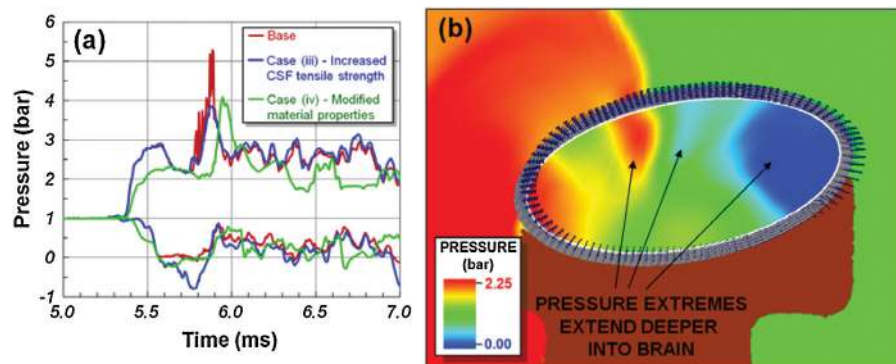 (a)
Base
Case (iii) - Increased
CSF tensile strength
Case (iv) - Modified
material properties
Pressure (bar)
6
5
4
3
2
1
0
-1
5.0 5.5 6.0 6.5 7.0
Time (ms)
(b)
PRESSURE
(bar)
2.25
0.00
PRESSURE EXTREMES
EXTEND DEEPER
INTO BRAIN